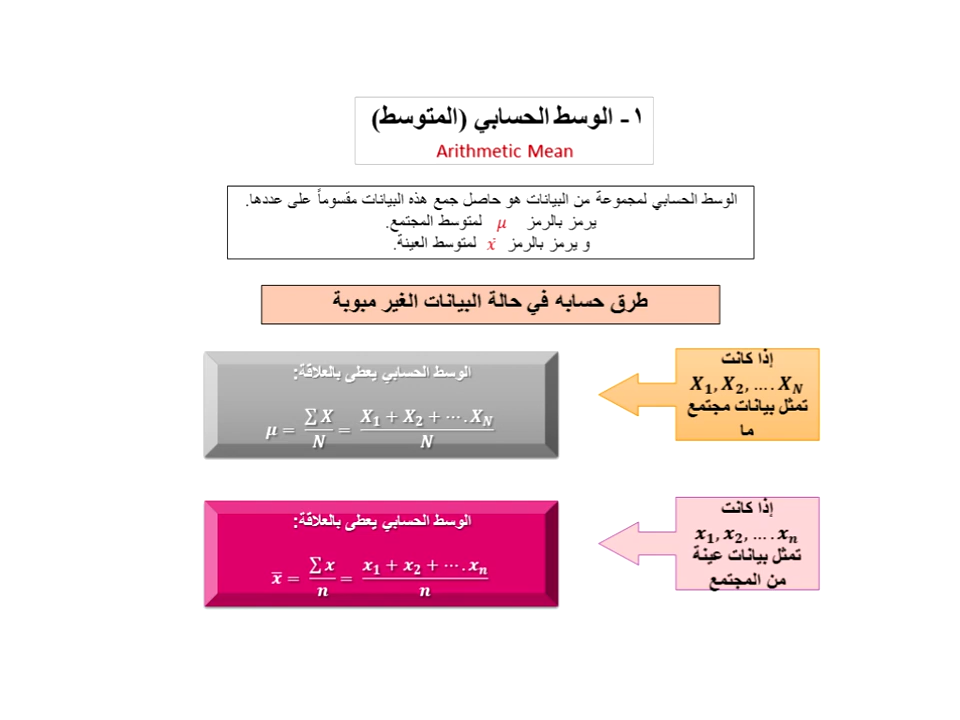 ١- الوسط الحسابي (المتوسط)
Arithmetic Mean
الوسط الحسابي لمجموعة من البيانات هو حاصل جمع هذه البيانات مقسوماً على عددها.
يرمز بالرمز μ لمتوسط المجتمع.
و يرمز بالرمز ẋ لمتوسط العينة.
طرق حسابه في حالة البيانات الغير مبوبة
إذا كانت
X₁, X₂, … . X_N
تمثل بيانات مجتمع
ما
الوسط الحسابي يعطى بالعلاقة:
μ = ∑X / N = X₁ + X₂ + ⋯ . X_N / N
إذا كانت
x₁, x₂, … . xₙ
تمثل بيانات عينة
من المجتمع
الوسط الحسابي يعطى بالعلاقة:
x̅ = ∑x / n = x₁ + x₂ + ⋯ . xₙ / n